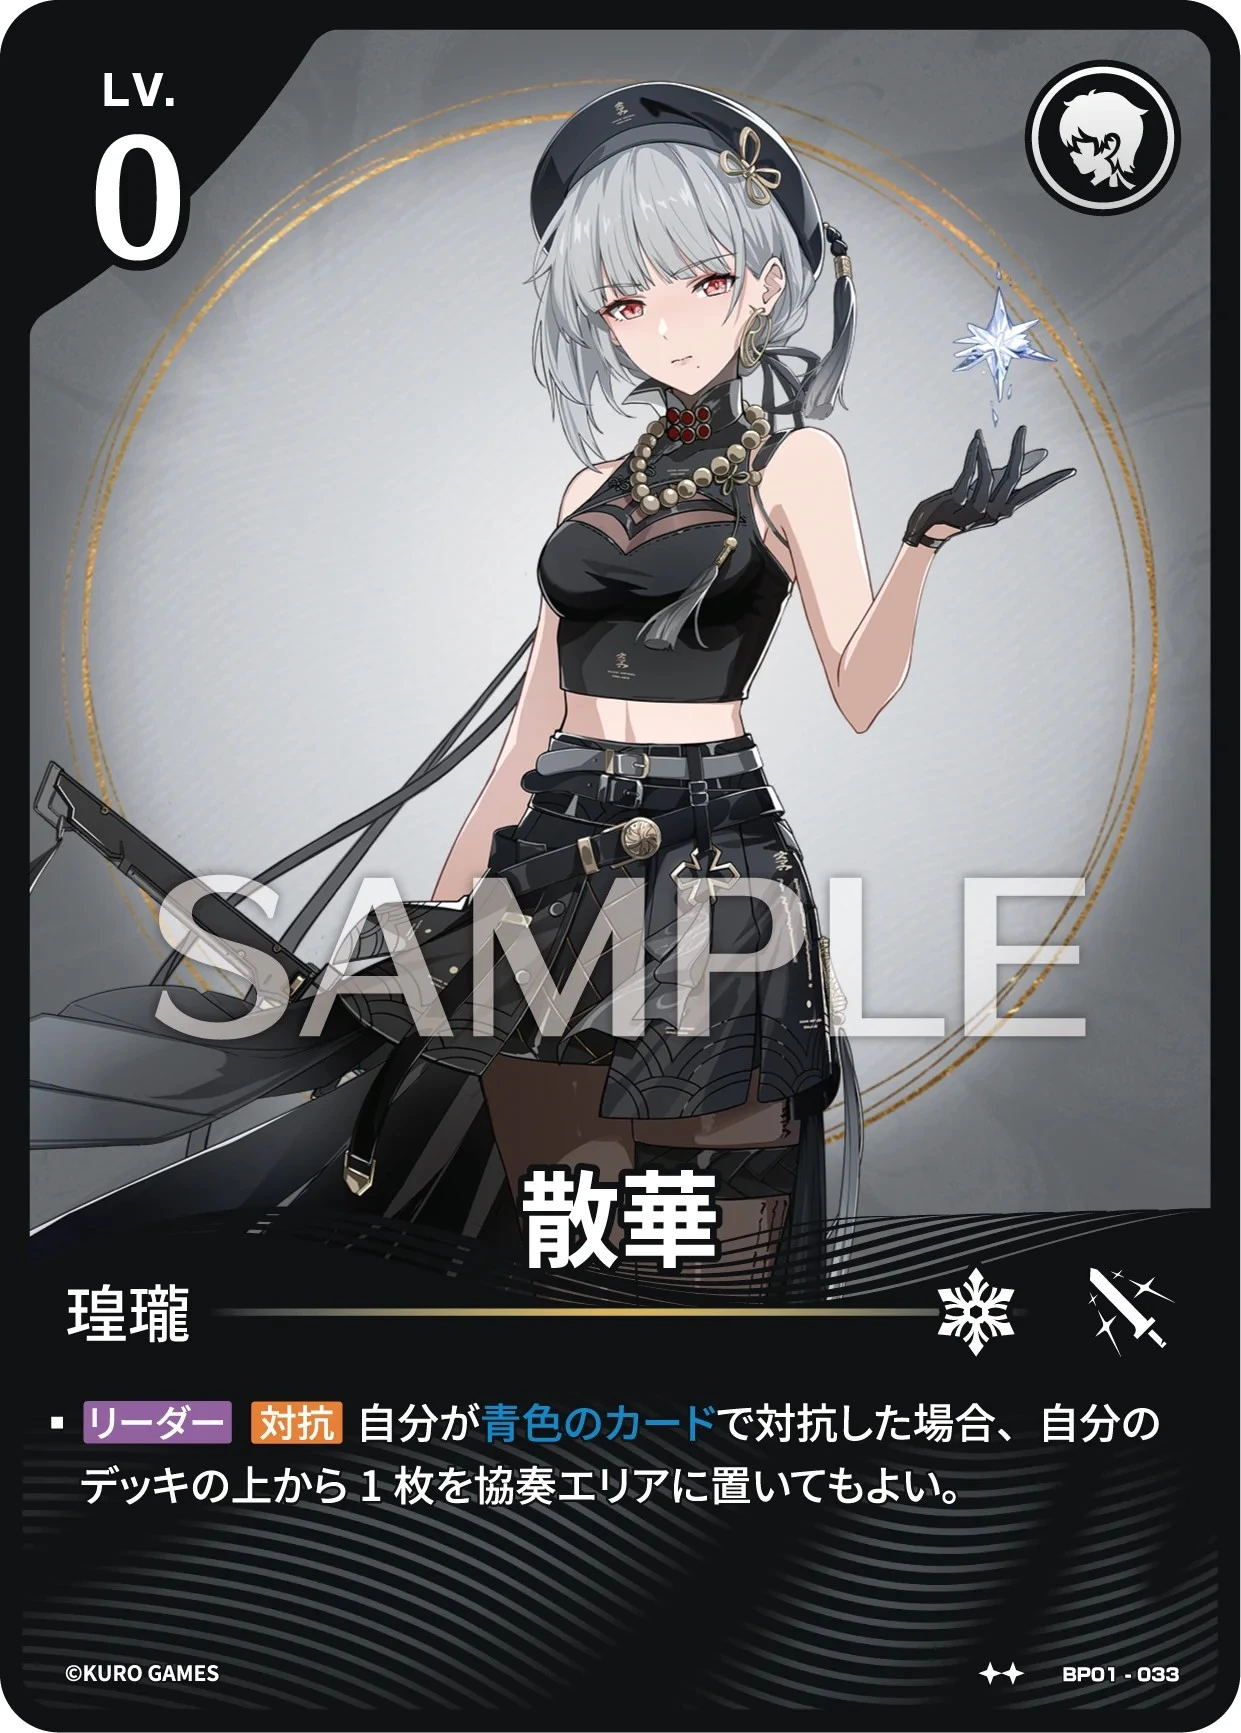 LV.
0
SAMPLE
散華
瑝瓏
リーダー 対抗 自分が青色のカードで対抗した場合、自分の
デッキの上から1枚を協奏エリアに置いてもよい。
©KURO GAMES
BP01 - 033